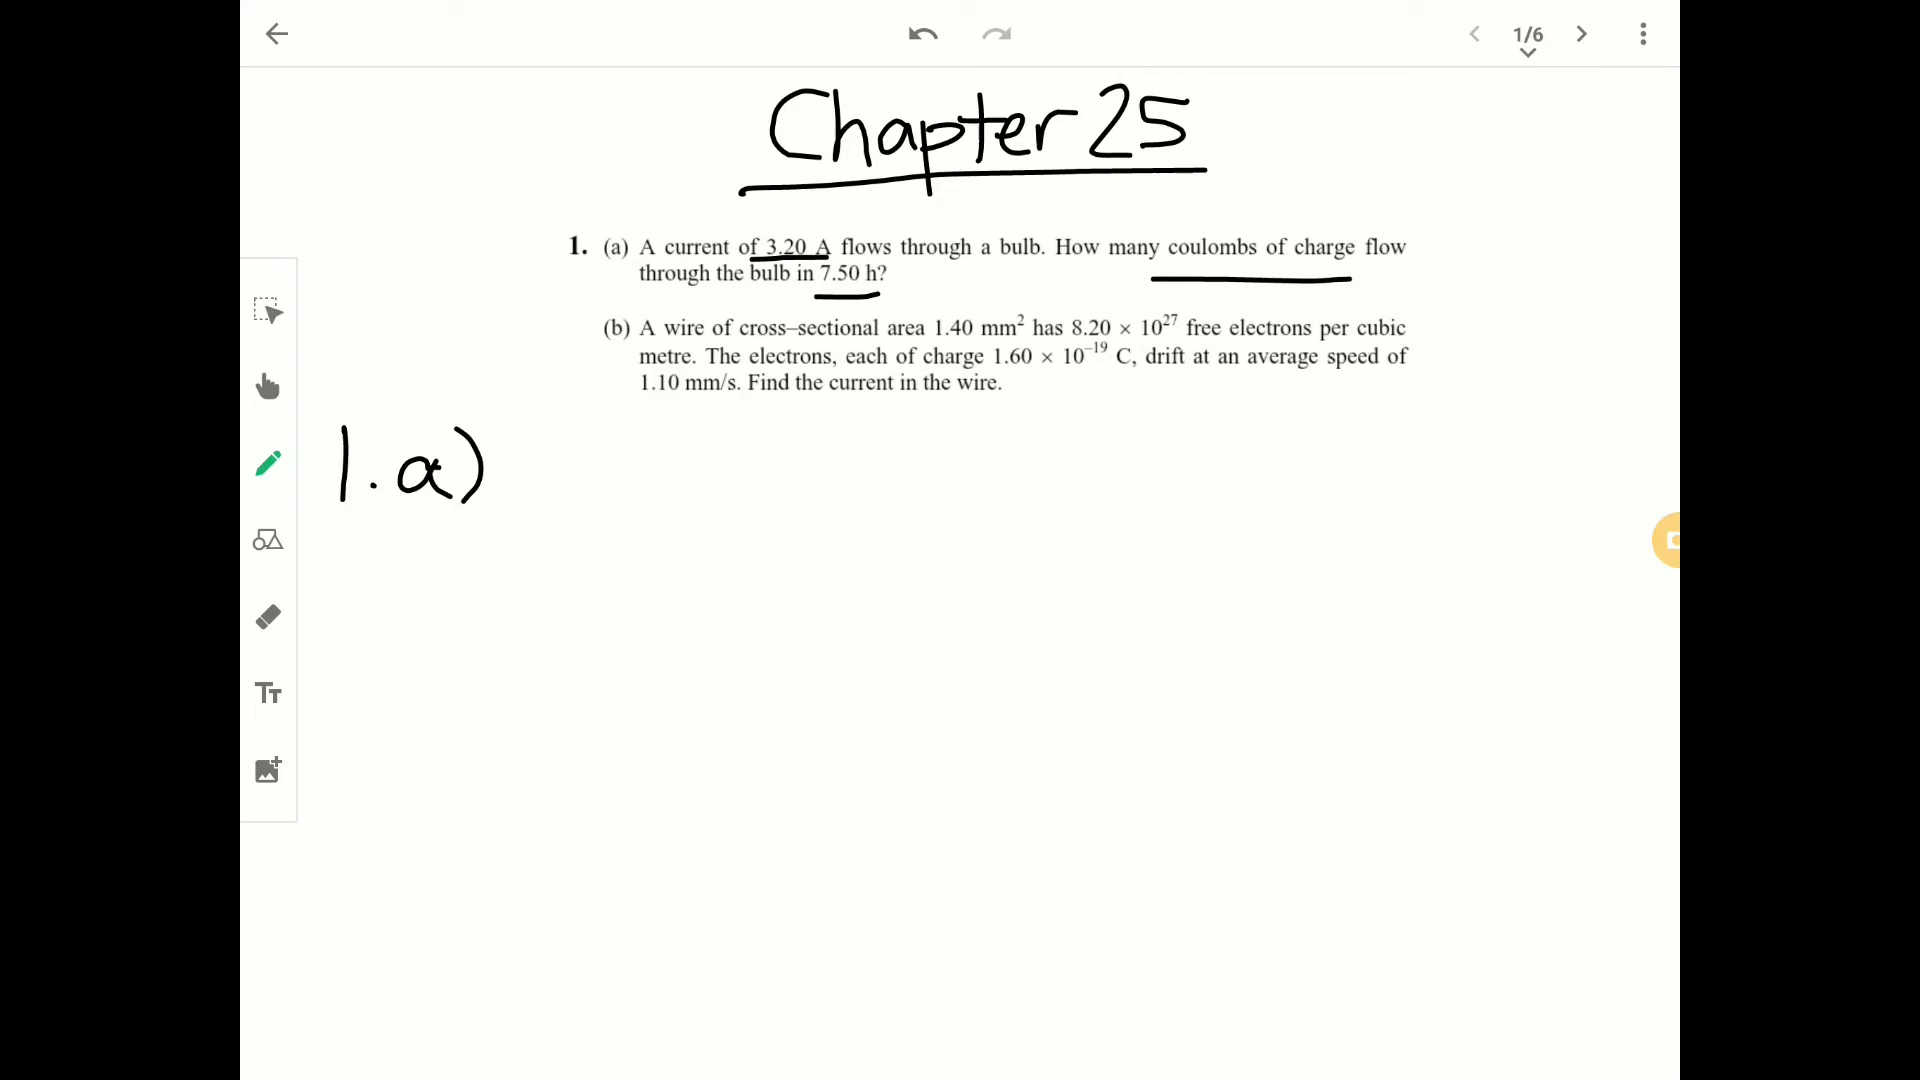 1/6
Chapter 25
1. (a) A current of 3.20 A flows through a bulb. How many coulombs of charge flow
through the bulb in 7.50 h?
(b) A wire of cross–sectional area 1.40 mm² has 8.20 × 10²⁷ free electrons per cubic
metre. The electrons, each of charge 1.60 × 10⁻¹⁹ C, drift at an average speed of
1.10 mm/s. Find the current in the wire.
1. a)
Tт